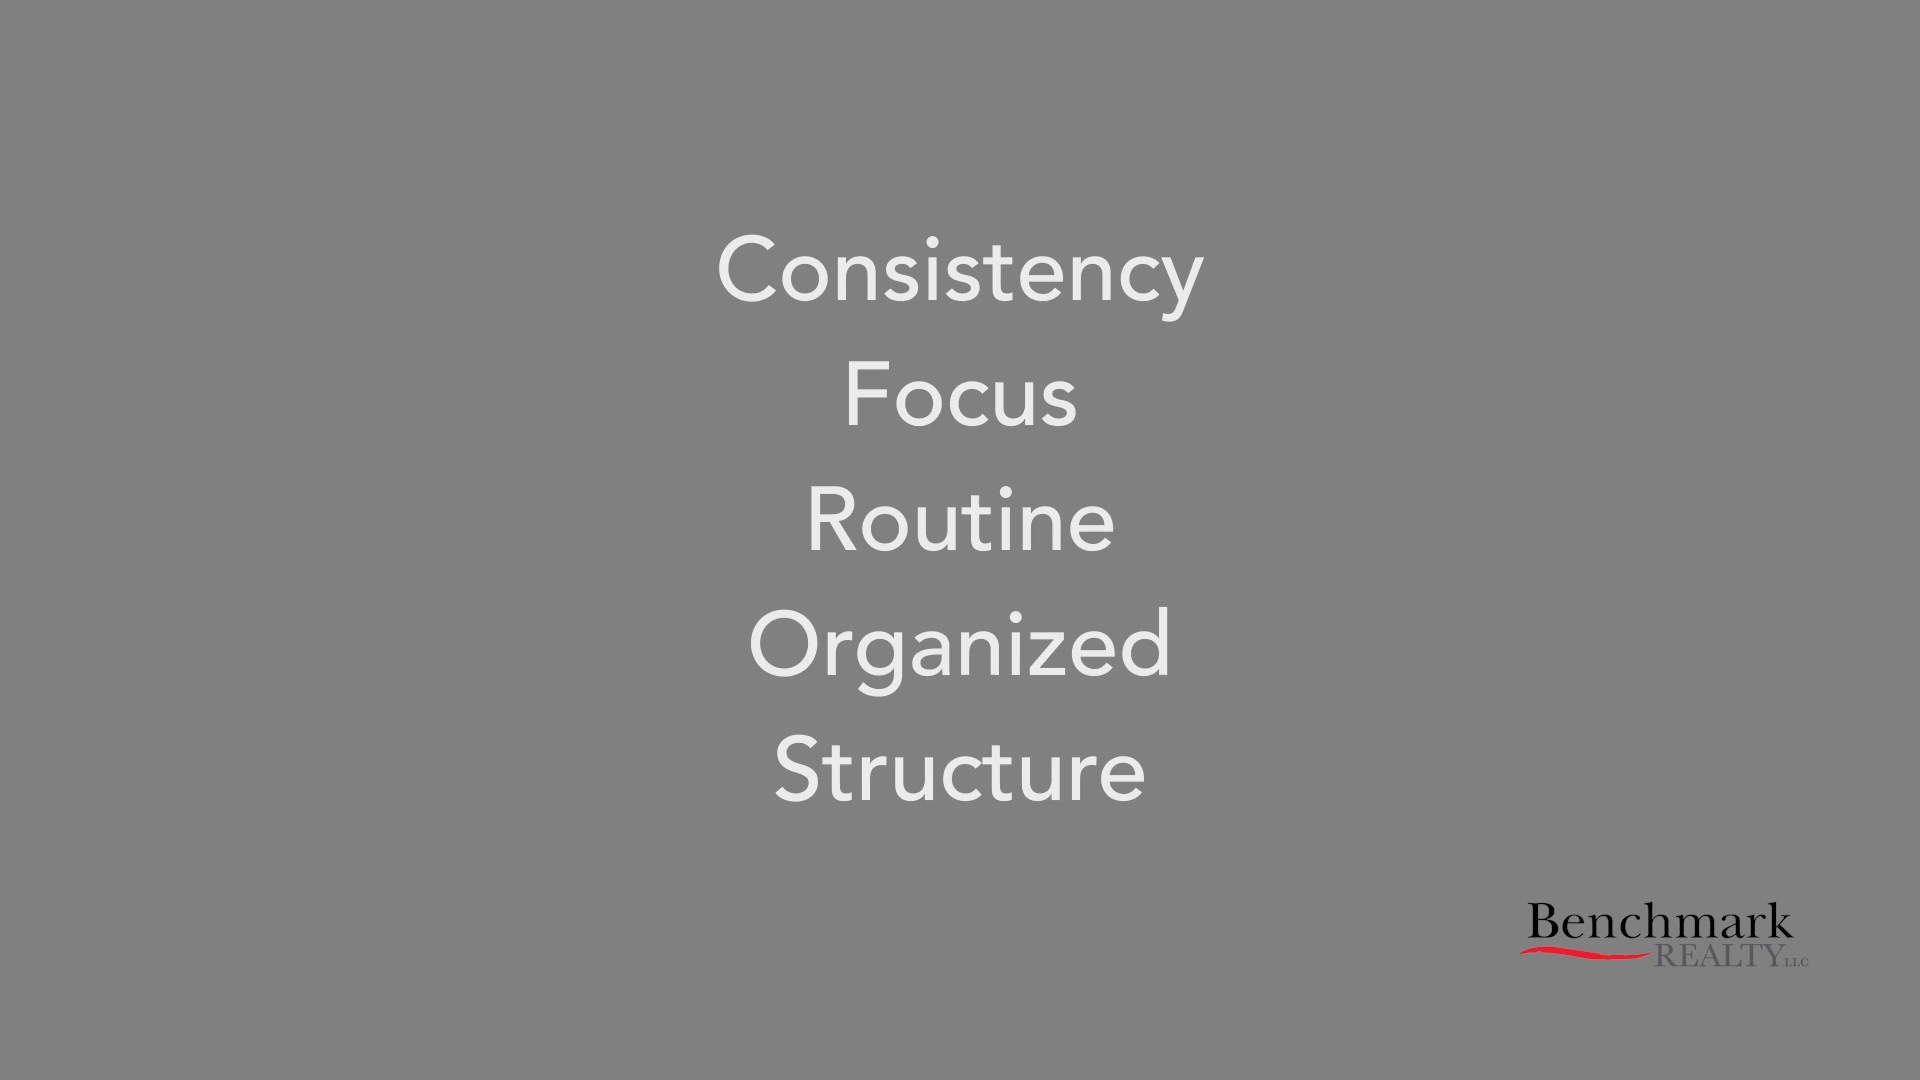 Consistency
Focus
Routine
Organized
Structure
Benchmark
REALTY LLC